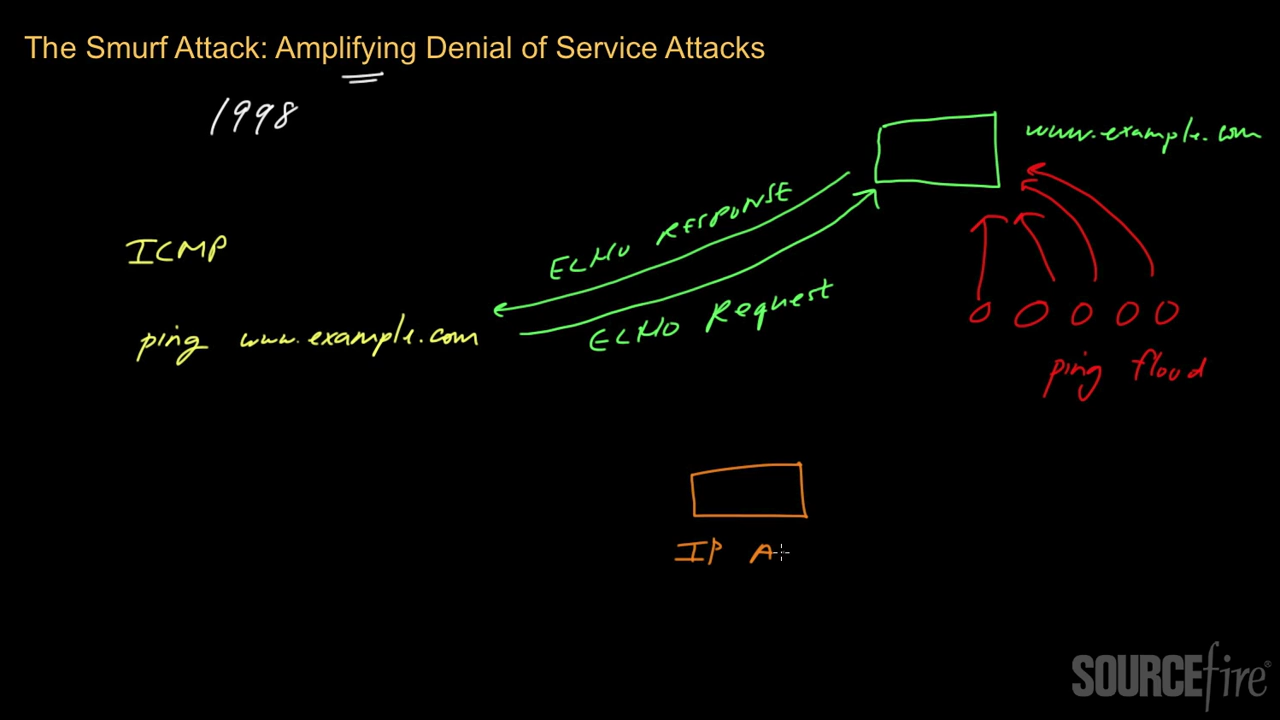 The Smurf Attack: Amplifying Denial of Service Attacks
1998
www.example.com
ECHO RESPONSE
ICMP
ECHO Request
ping www.example.com
ping flood
IP A
SOURCEfire®